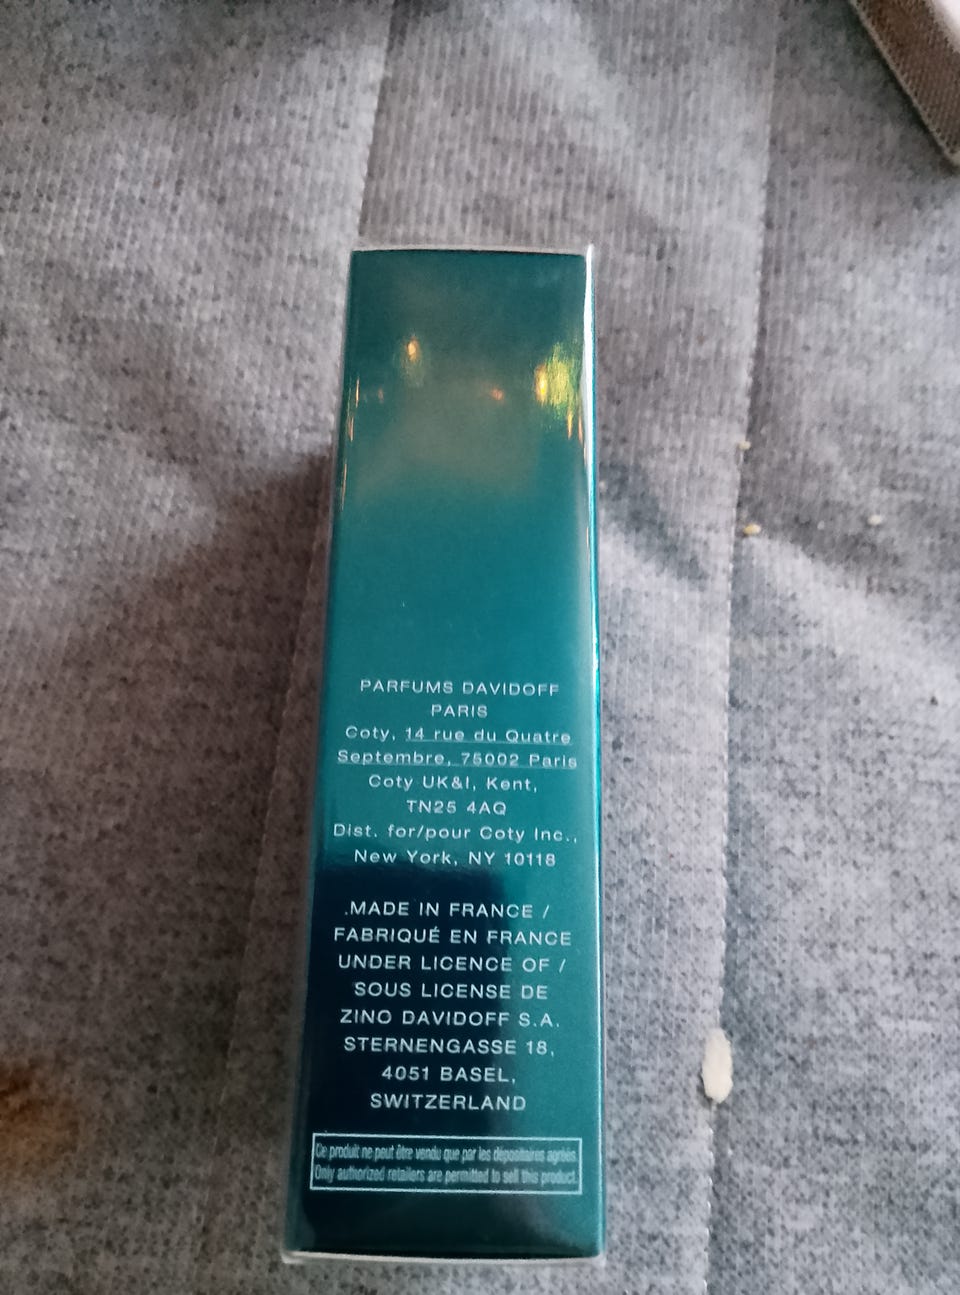 PARFUMS DAVIDOFF
PARIS
Coty, 14 rue du Quatre
Septembre, 75002 Paris
Coty UK&I, Kent,
TN25 4AQ
Dist. for/pour Coty Inc.,
New York, NY 10118
.MADE IN FRANCE /
FABRIQUÉ EN FRANCE
UNDER LICENCE OF /
SOUS LICENSE DE
ZINO DAVIDOFF S.A.
STERNENGASSE 18,
4051 BASEL,
SWITZERLAND
Ce produit ne peut être vendu que par les dépositaires agréés.
Only authorized retailers are permitted to sell this product.